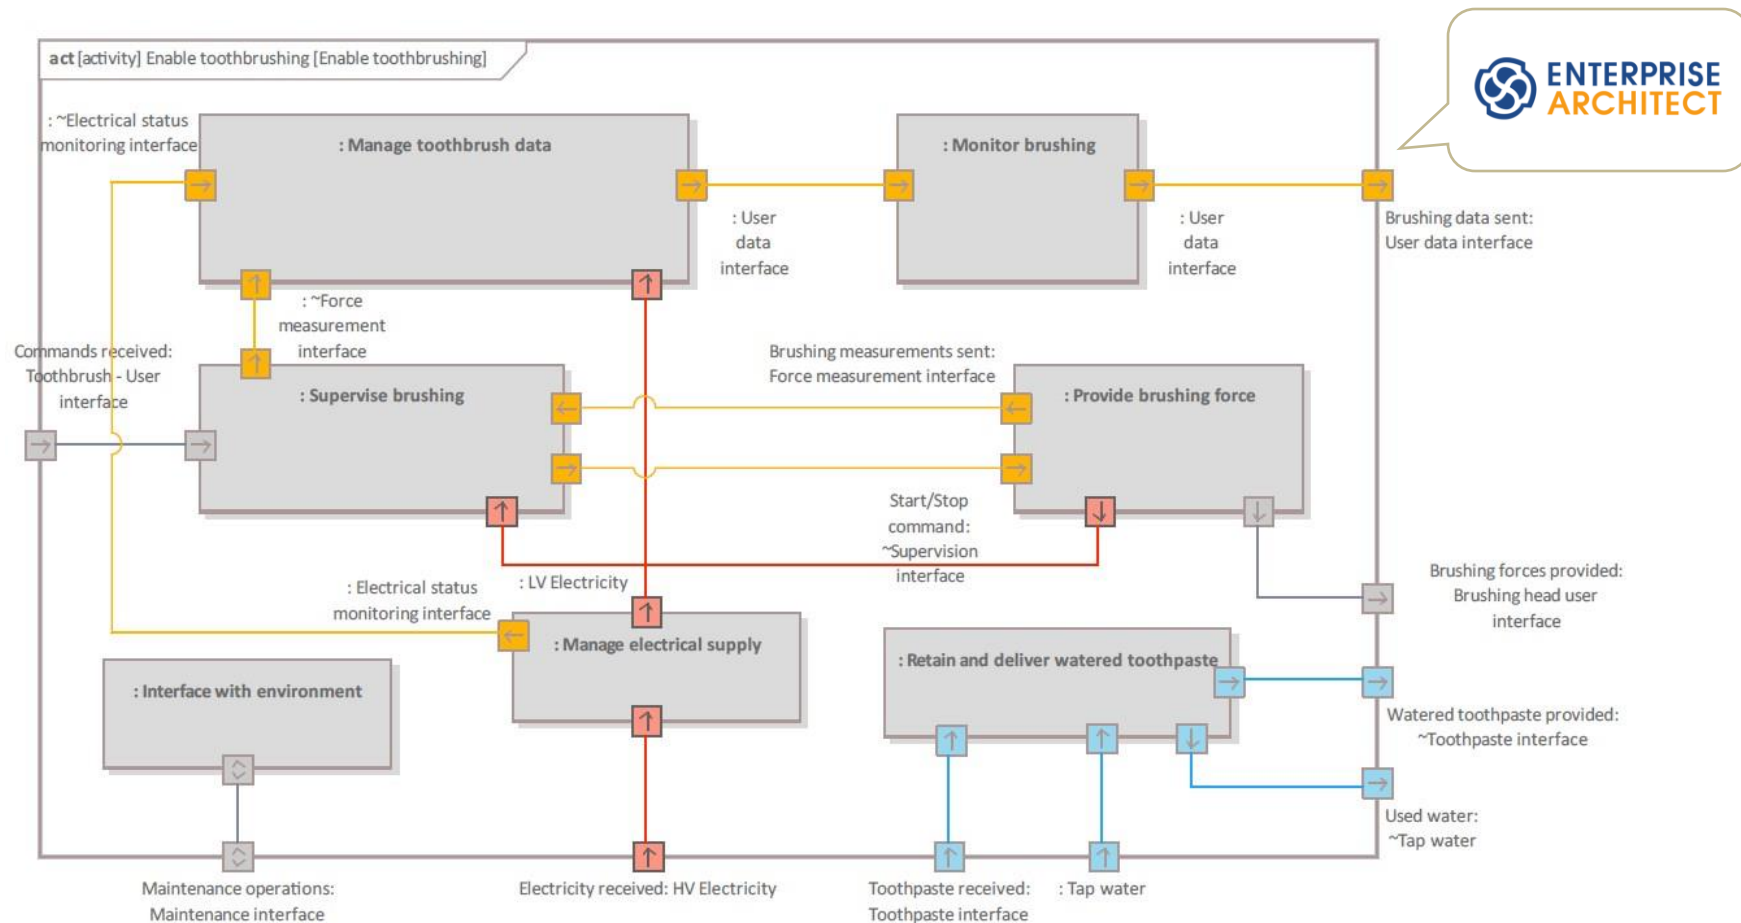 act [activity] Enable toothbrushing [Enable toothbrushing]
ENTERPRISE
ARCHITECT
: ~Electrical status
monitoring interface
: Manage toothbrush data
: Monitor brushing
: User
data
interface
: User
data
interface
Brushing data sent:
User data interface
: ~Force
measurement
interface
Commands received:
Toothbrush - User
interface
: Supervise brushing
Brushing measurements sent:
Force measurement interface
: Provide brushing force
Start/Stop
command:
~Supervision
interface
: Electrical status
monitoring interface
: LV Electricity
Brushing forces provided:
Brushing head user
interface
: Manage electrical supply
: Retain and deliver watered toothpaste
: Interface with environment
Watered toothpaste provided:
~Toothpaste interface
Used water:
~Tap water
Maintenance operations:
Maintenance interface
Electricity received: HV Electricity
Toothpaste received:
Toothpaste interface
: Tap water